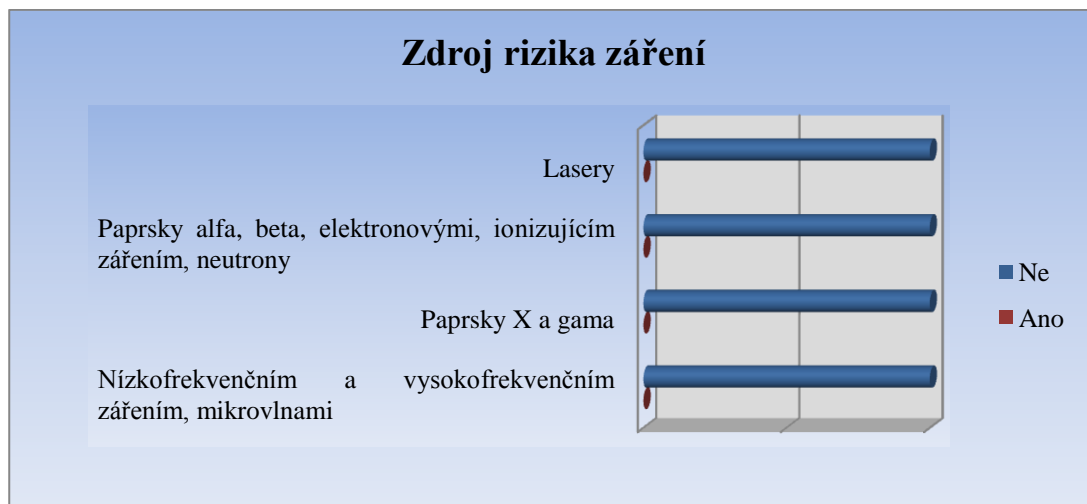 Zdroj rizika záření
Lasery
Paprsky alfa, beta, elektronovými, ionizujícím
zářením, neutrony
Paprsky X a gama
Nízkofrekvenčním a vysokofrekvenčním
zářením, mikrovlnami
Ne
Ano